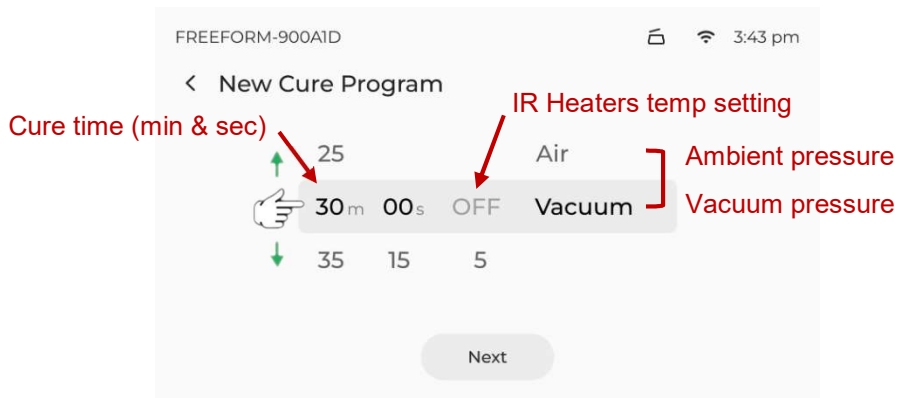 FREEFORM-900A1D 3:43 pm
New Cure Program
IR Heaters temp setting
Cure time (min & sec)
25 Air Ambient pressure
30m 00s OFF Vacuum Vacuum pressure
35 15 5
Next